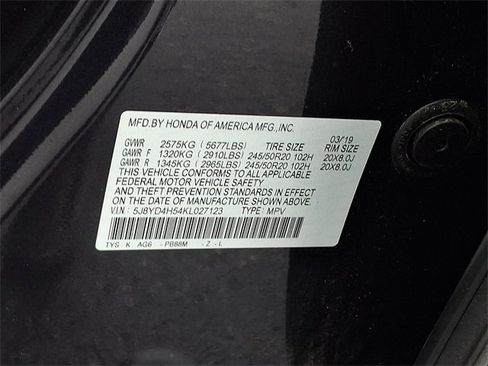 MFD.BY HONDA OF AMERICA MFG.,INC. 03/19
GVWR 2575KG ( 5677LBS) TIRE SIZE RIM SIZE
GAWR F 1320KG ( 2910LBS) 245/50R20 102H 20X8.0J
GAWR R 1345KG ( 2965LBS) 245/50R20 102H 20X8.0J
THIS VEHICLE CONFORMS TO ALL APPLICABLE
FEDERAL MOTOR VEHICLE SAFETY
AND THEFT PREVENTION STANDARDS IN EFFECT
ON THE DATE OF MANUFACTURE SHOWN ABOVE.
V.I.N: 5J8YD4H54KL027123 TYPE: MPV
TYS K AG6 - PB88M - Z - L